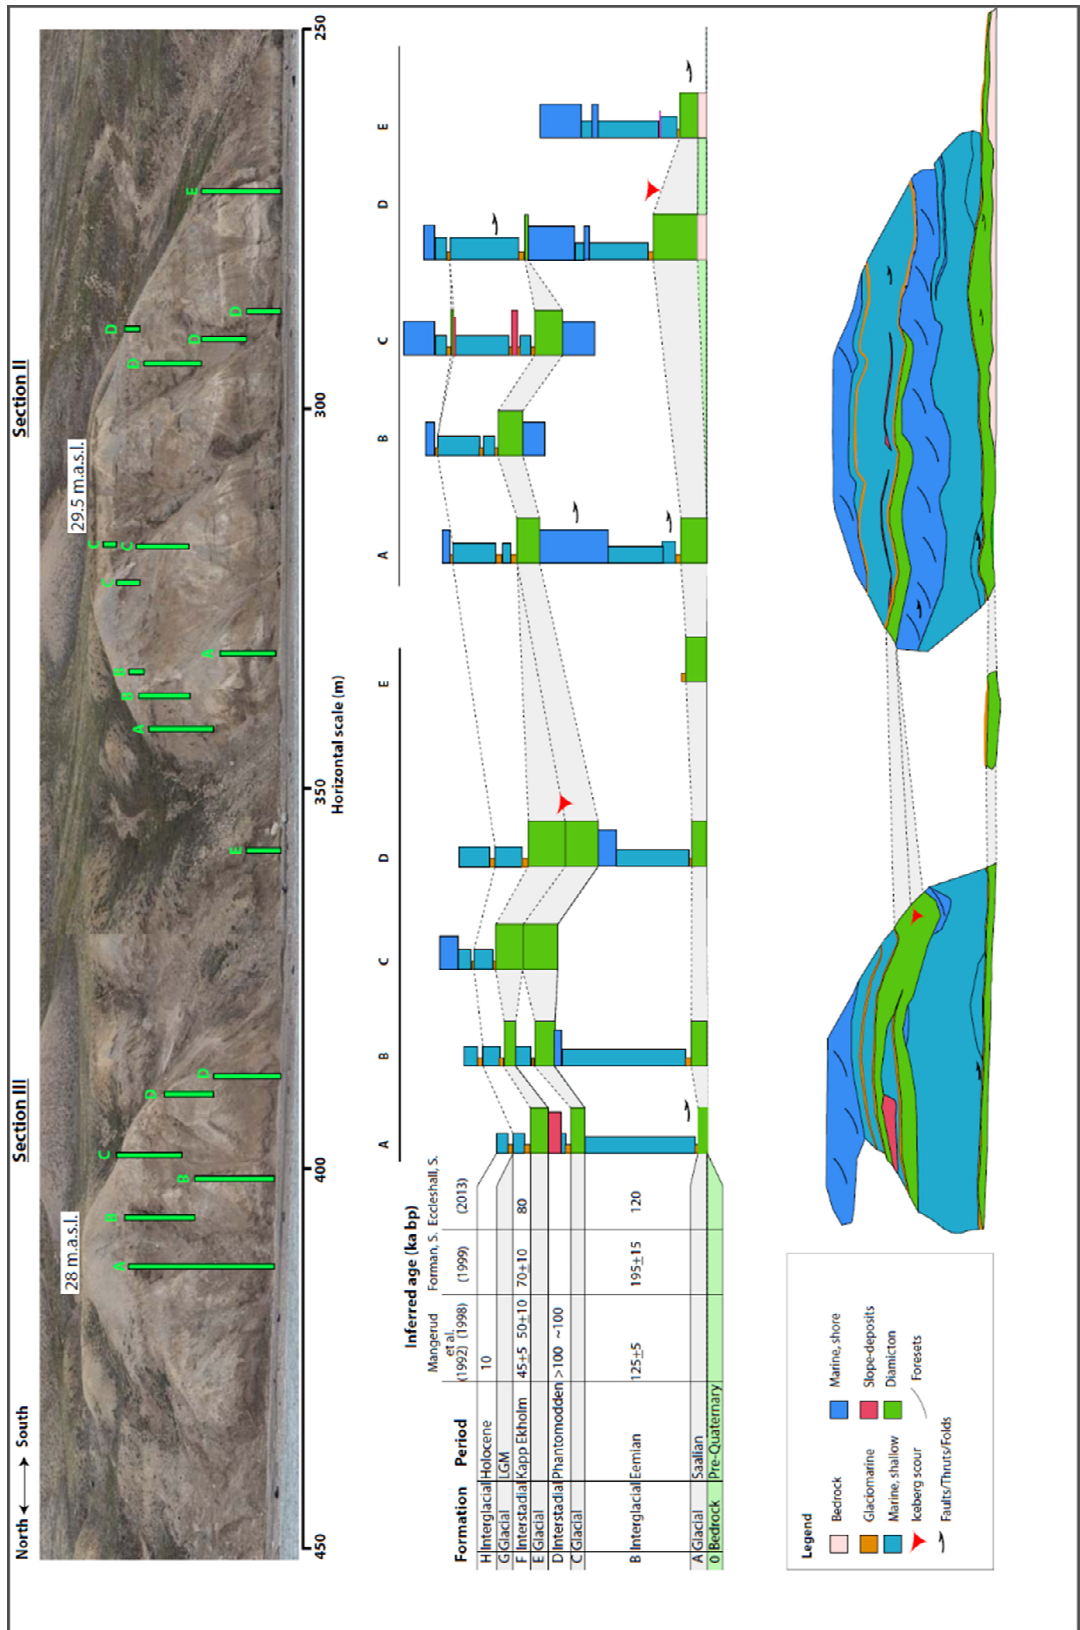 North ⟷ South
Section III
Section II
28 m.a.s.l.
29.5 m.a.s.l.
A
B
B
C
D
D
E
A
B
B
A
C
C
C
D
D
D
D
E
450
400
350
300
250
Horizontal scale (m)
Inferred age (ka bp)
Mangerud et al. (1992) (1998)
Forman, S. (1999)
Eccleshall, S. (2013)
Formation Period
H Interglacial Holocene 10
G Glacial LGM
F Interstadial Kapp Ekholm 45±5 50±10 70±10 80
E Glacial
D Interstadial Phantomodden >100 ~100
C Glacial
B Interglacial Eemian 125±5 195±15 120
A Glacial Saalian
0 Bedrock Pre-Quaternary
A B C D E
A B C D E
Legend
Bedrock
Glaciomarine
Marine, shallow
Iceberg scour
Faults/Thruts/Folds
Marine, shore
Slope-deposits
Diamicton
Foresets